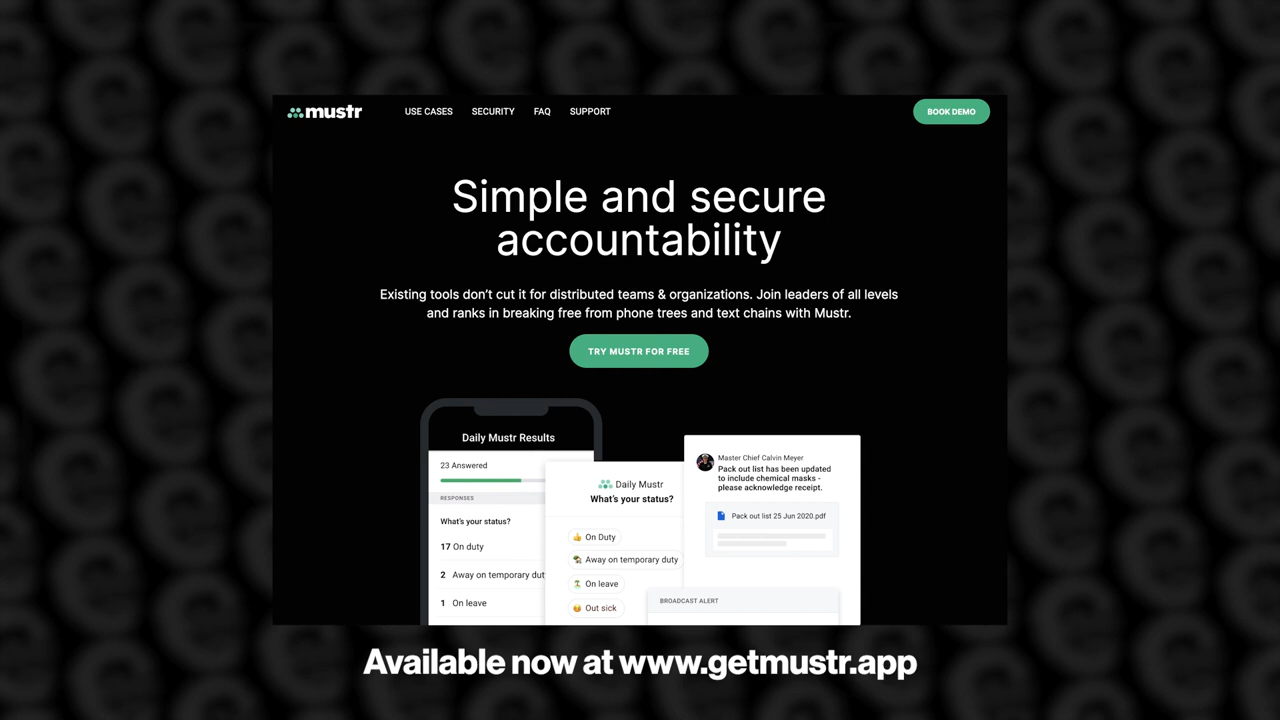 mustr
USE CASES
SECURITY
FAQ
SUPPORT
BOOK DEMO
Simple and secure
accountability
Existing tools don't cut it for distributed teams & organizations. Join leaders of all levels
and ranks in breaking free from phone trees and text chains with Mustr.
TRY MUSTR FOR FREE
Daily Mustr Results
23 Answered
RESPONSES
What's your status?
17 On duty
2 Away on temporary dut
1 On leave
Daily Mustr
What's your status?
On Duty
Away on temporary duty
On leave
Out sick
Master Chief Calvin Meyer
Pack out list has been updated
to include chemical masks -
please acknowledge receipt.
Pack out list 25 Jun 2020.pdf
BROADCAST ALERT
Available now at www.getmustr.app